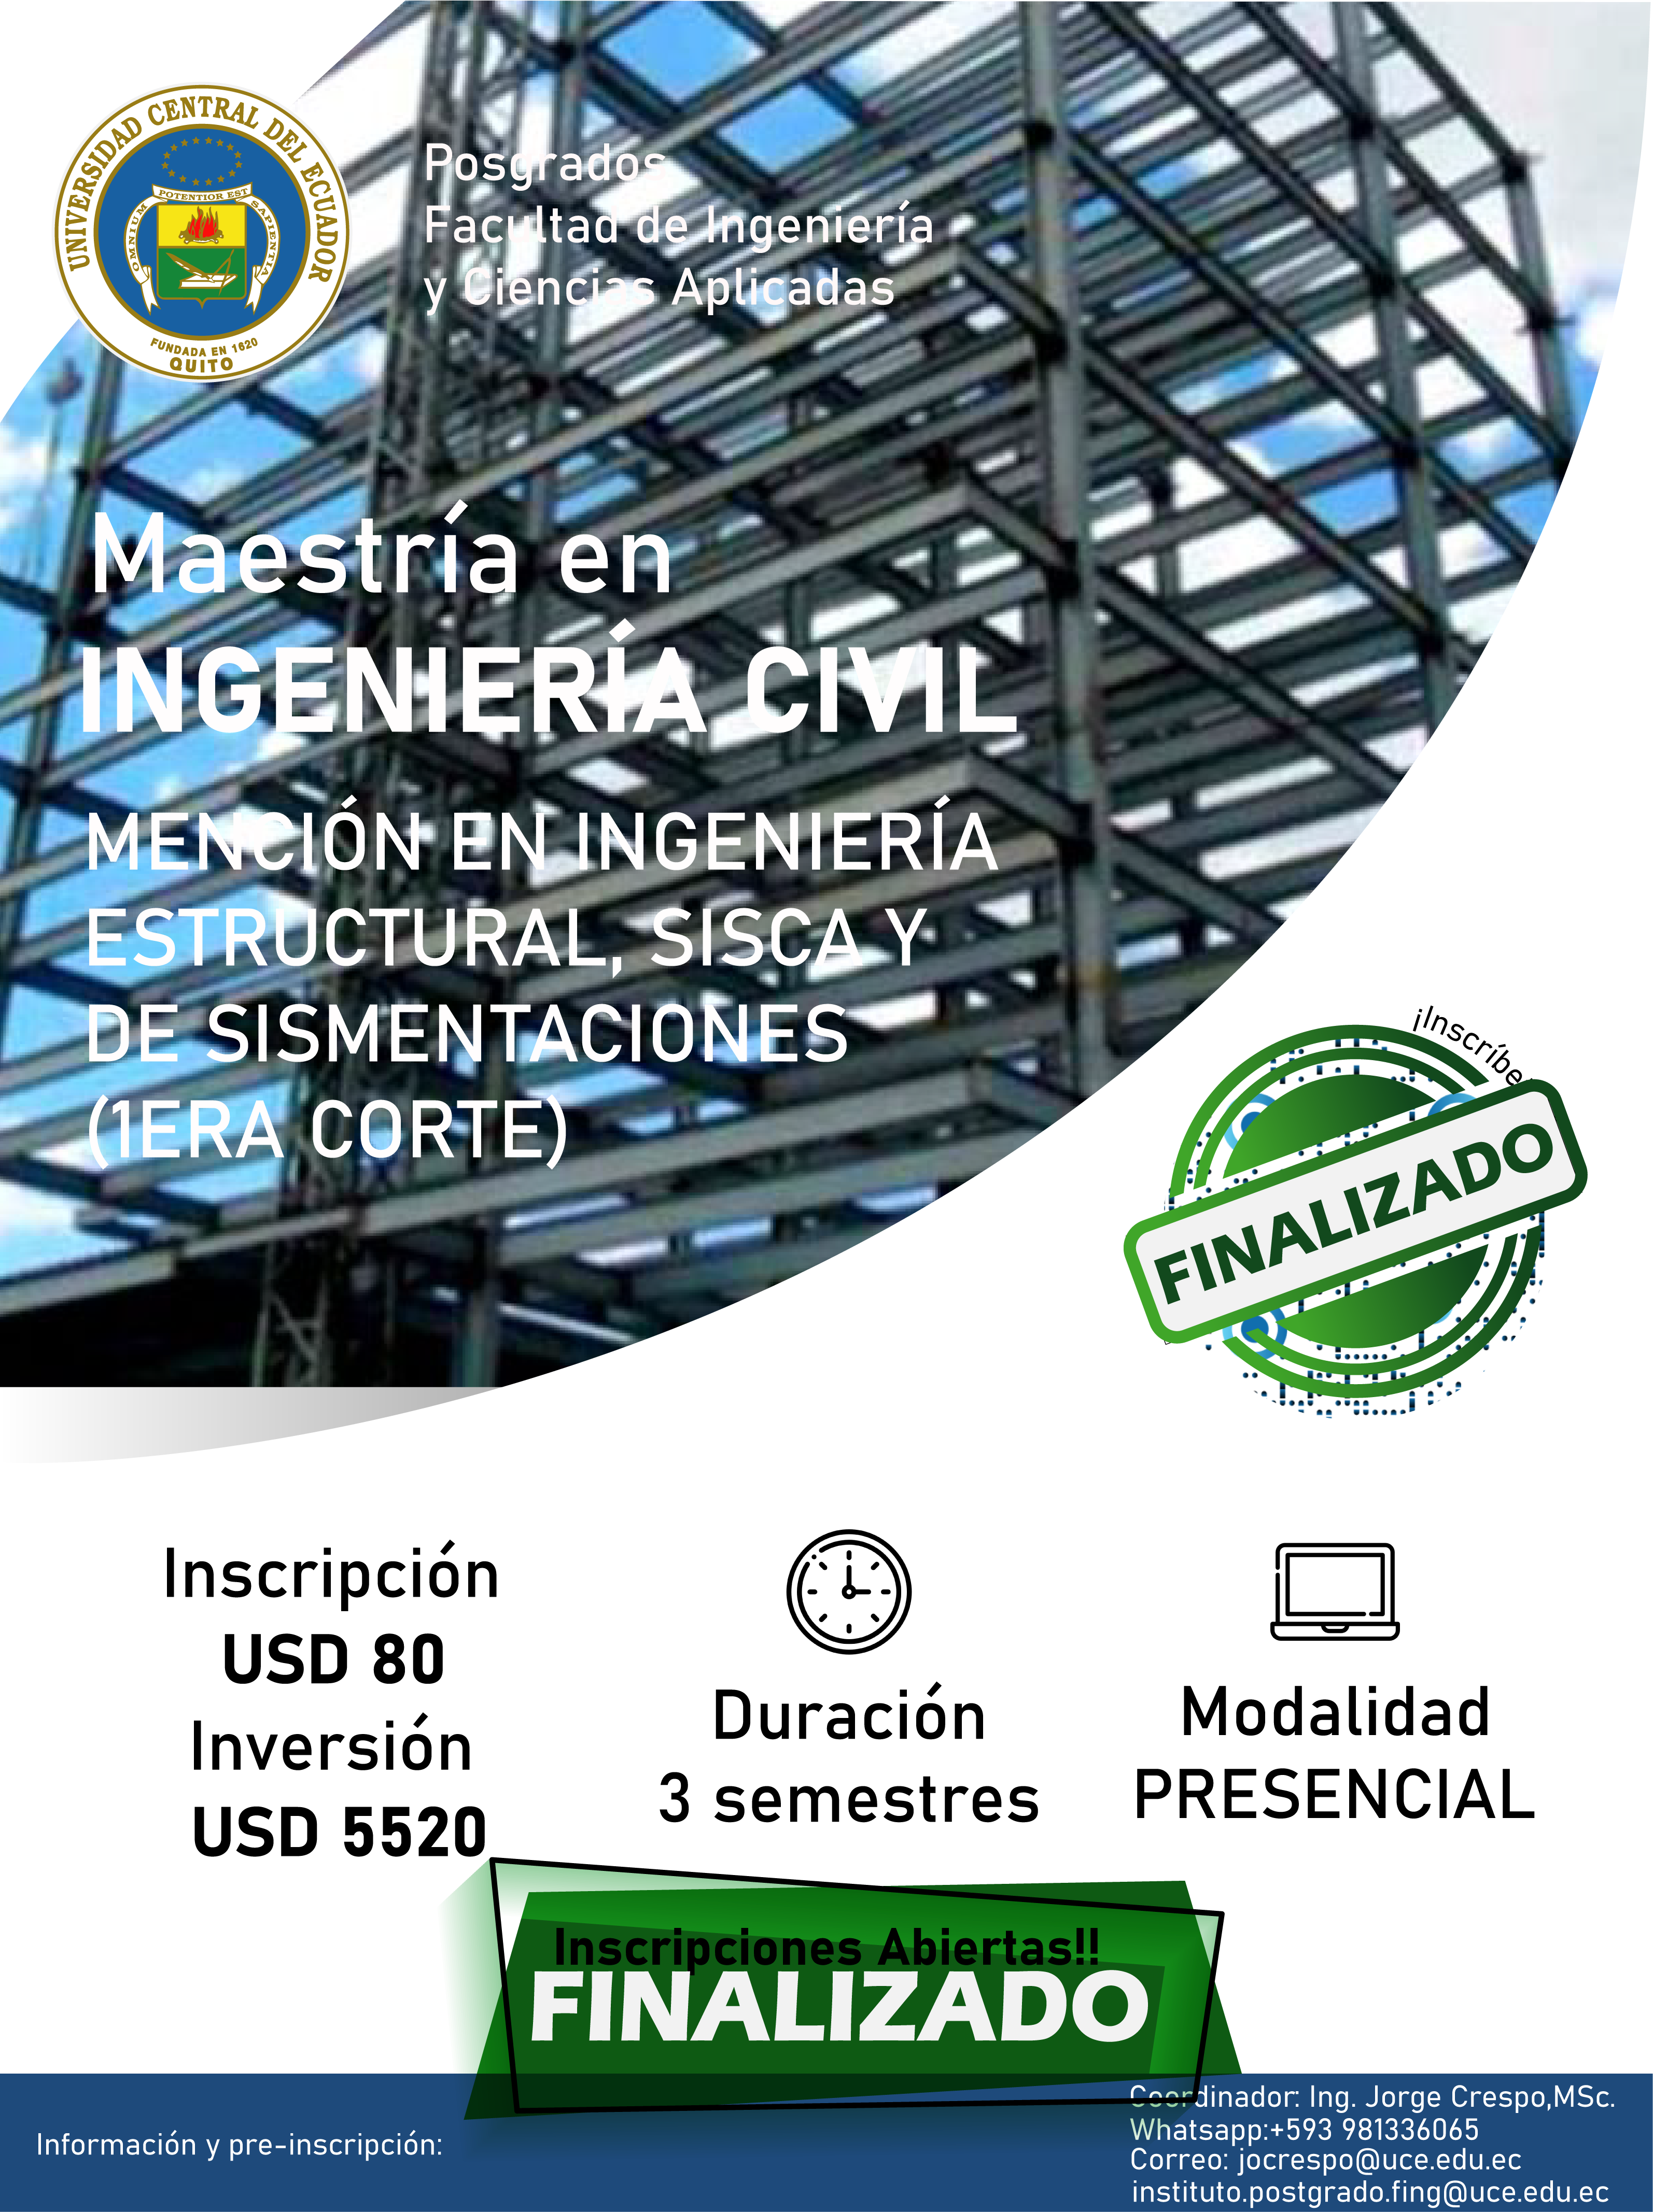 UNIVERSIDAD CENTRAL DEL ECUADOR
OMNIUM POTENTIOR EST SAPIENTIA
FUNDADA EN 1620
QUITO
Posgrados
Facultad de Ingeniería
y Ciencias Aplicadas
Maestría en
INGENIERÍA CIVIL
MENCIÓN EN INGENIERÍA
ESTRUCTURAL, SISCA Y
DE SISMENTACIONES
(1ERA CORTE)
¡Inscríbe
FINALIZADO
Inscripción
USD 80
Inversión
USD 5520
Duración
3 semestres
Modalidad
PRESENCIAL
Inscripciones Abiertas!!
FINALIZADO
Información y pre-inscripción:
Coordinador: Ing. Jorge Crespo,MSc.
Whatsapp:+593 981336065
Correo: jocrespo@uce.edu.ec
instituto.postgrado.fing@uce.edu.ec